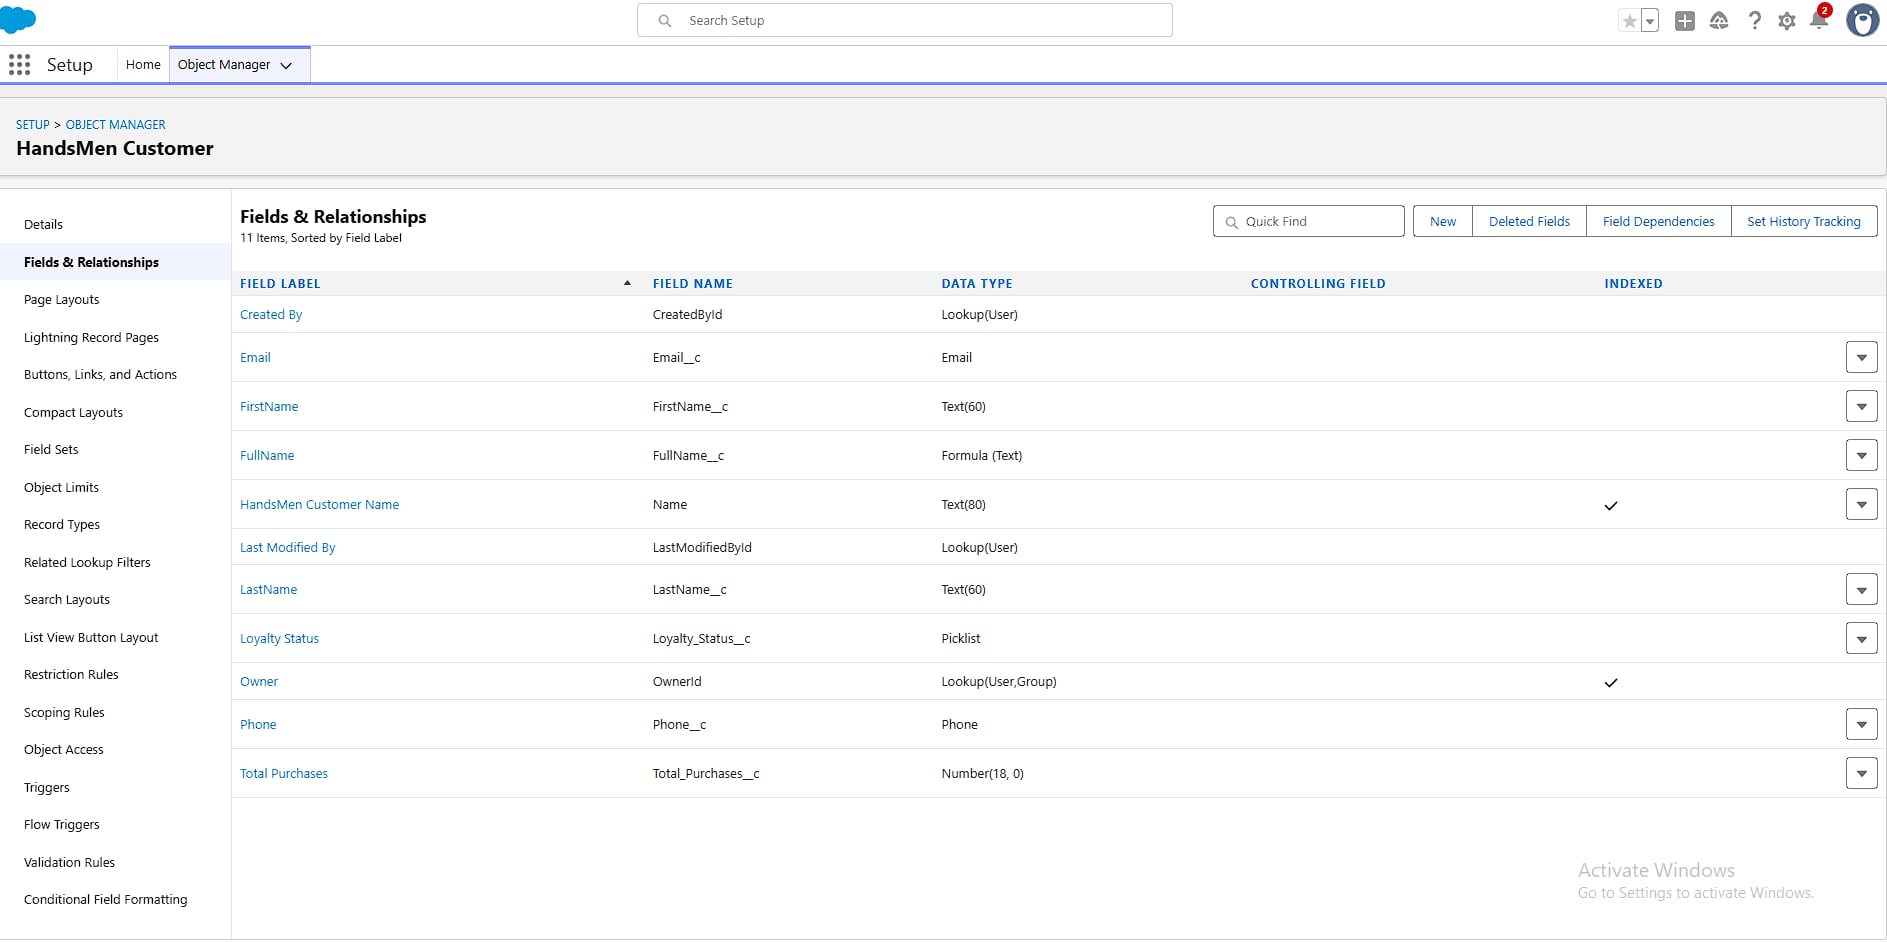 Search Setup
2
Setup
Home
Object Manager
SETUP > OBJECT MANAGER
HandsMen Customer
Details
Fields & Relationships
Page Layouts
Lightning Record Pages
Buttons, Links, and Actions
Compact Layouts
Field Sets
Object Limits
Record Types
Related Lookup Filters
Search Layouts
List View Button Layout
Restriction Rules
Scoping Rules
Object Access
Triggers
Flow Triggers
Validation Rules
Conditional Field Formatting
Fields & Relationships
11 Items, Sorted by Field Label
Quick Find
New Deleted Fields Field Dependencies Set History Tracking
FIELD LABEL FIELD NAME DATA TYPE CONTROLLING FIELD INDEXED
Created By CreatedById Lookup(User)
Email Email__c Email
FirstName FirstName__c Text(60)
FullName FullName__c Formula (Text)
HandsMen Customer Name Name Text(80)
Last Modified By LastModifiedById Lookup(User)
LastName LastName__c Text(60)
Loyalty Status Loyalty_Status__c Picklist
Owner OwnerId Lookup(User,Group)
Phone Phone__c Phone
Total Purchases Total_Purchases__c Number(18, 0)
Activate Windows
Go to Settings to activate Windows.